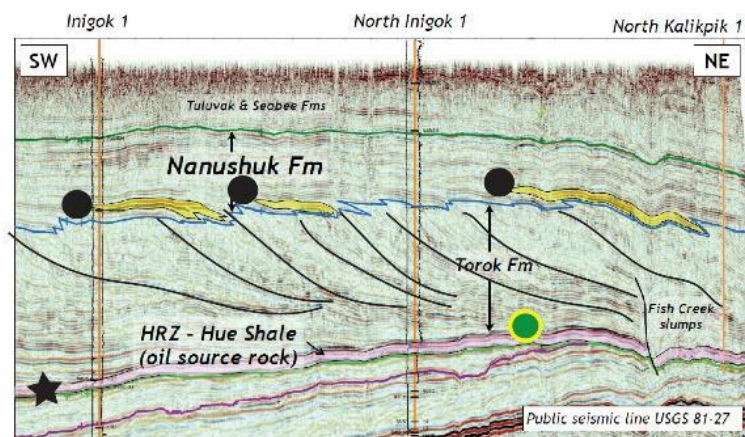 Inigok 1
North Inigok 1
North Kalikpik 1
SW
NE
Tuluvak & Seabee Fms
Nanushuk Fm
Torok Fm
Fish Creek
slumps
HRZ - Hue Shale
(oil source rock)
Public seismic line USGS 81-27